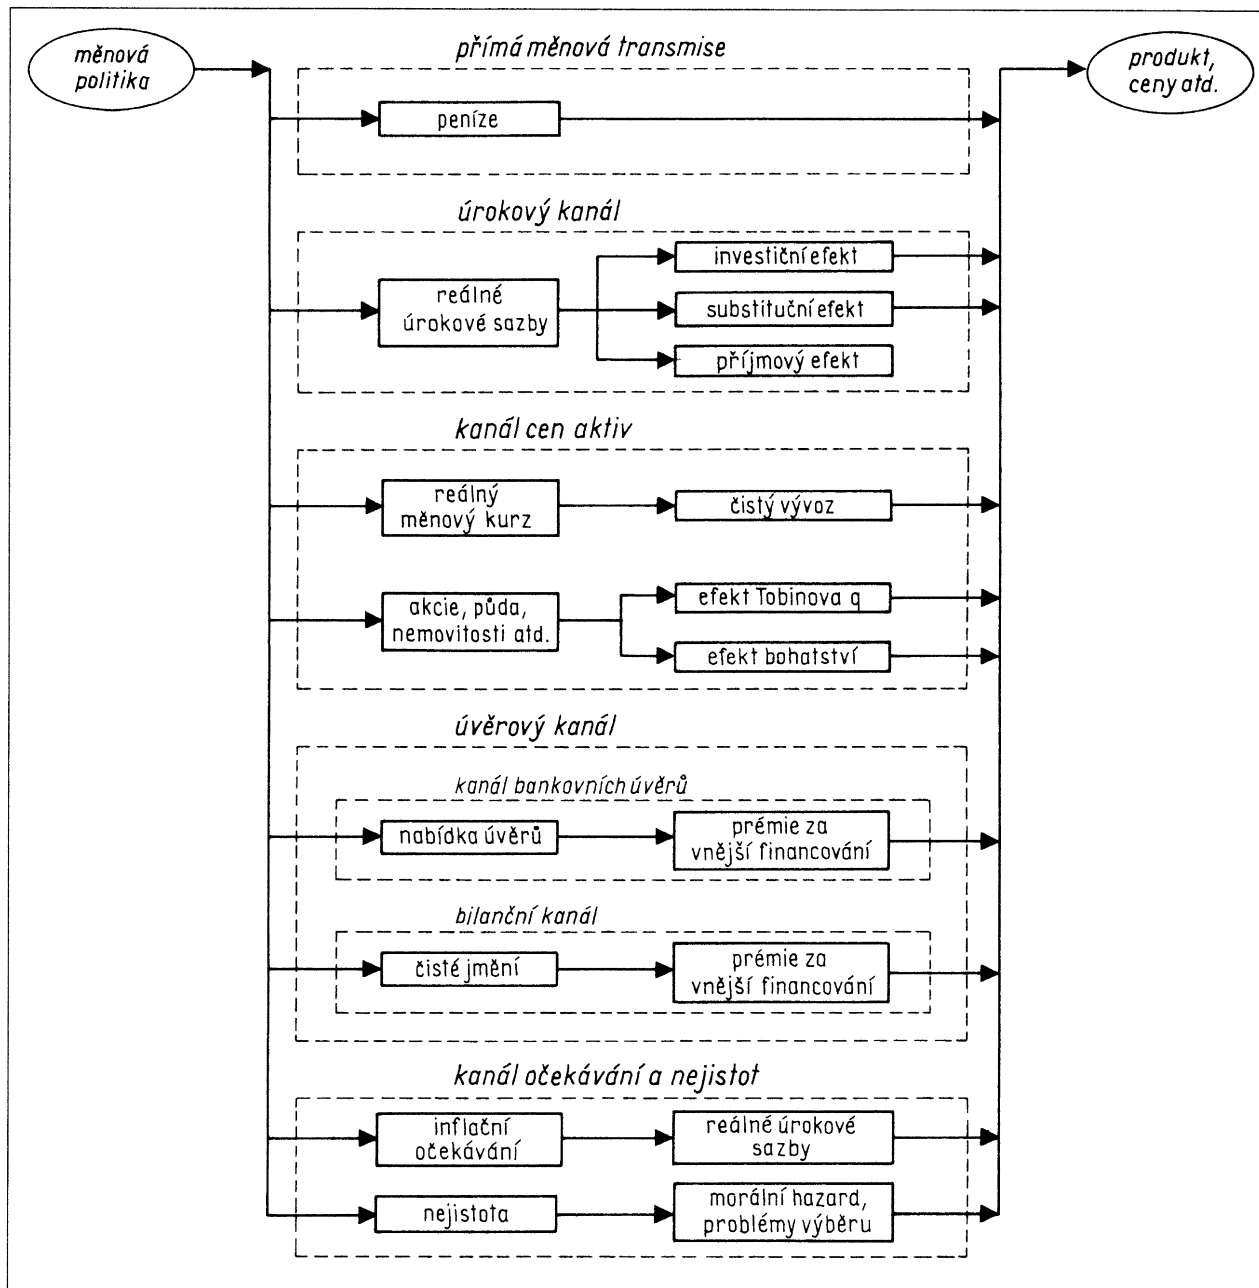 měnová
politika
přímá měnová transmise
produkt,
ceny atd.
peníze
úrokový kanál
reálné
úrokové sazby
investiční efekt
substituční efekt
příjmový efekt
kanál cen aktiv
reálný
měnový kurz
čistý vývoz
akcie, půda,
nemovitosti atd.
efekt Tobinova q
efekt bohatství
úvěrový kanál
kanál bankovních úvěrů
nabídka úvěrů
prémie za
vnější financování
bilanční kanál
čisté jmění
prémie za
vnější financování
kanál očekávání a nejistot
inflační
očekávání
reálné úrokové
sazby
nejistota
morální hazard,
problémy výběru